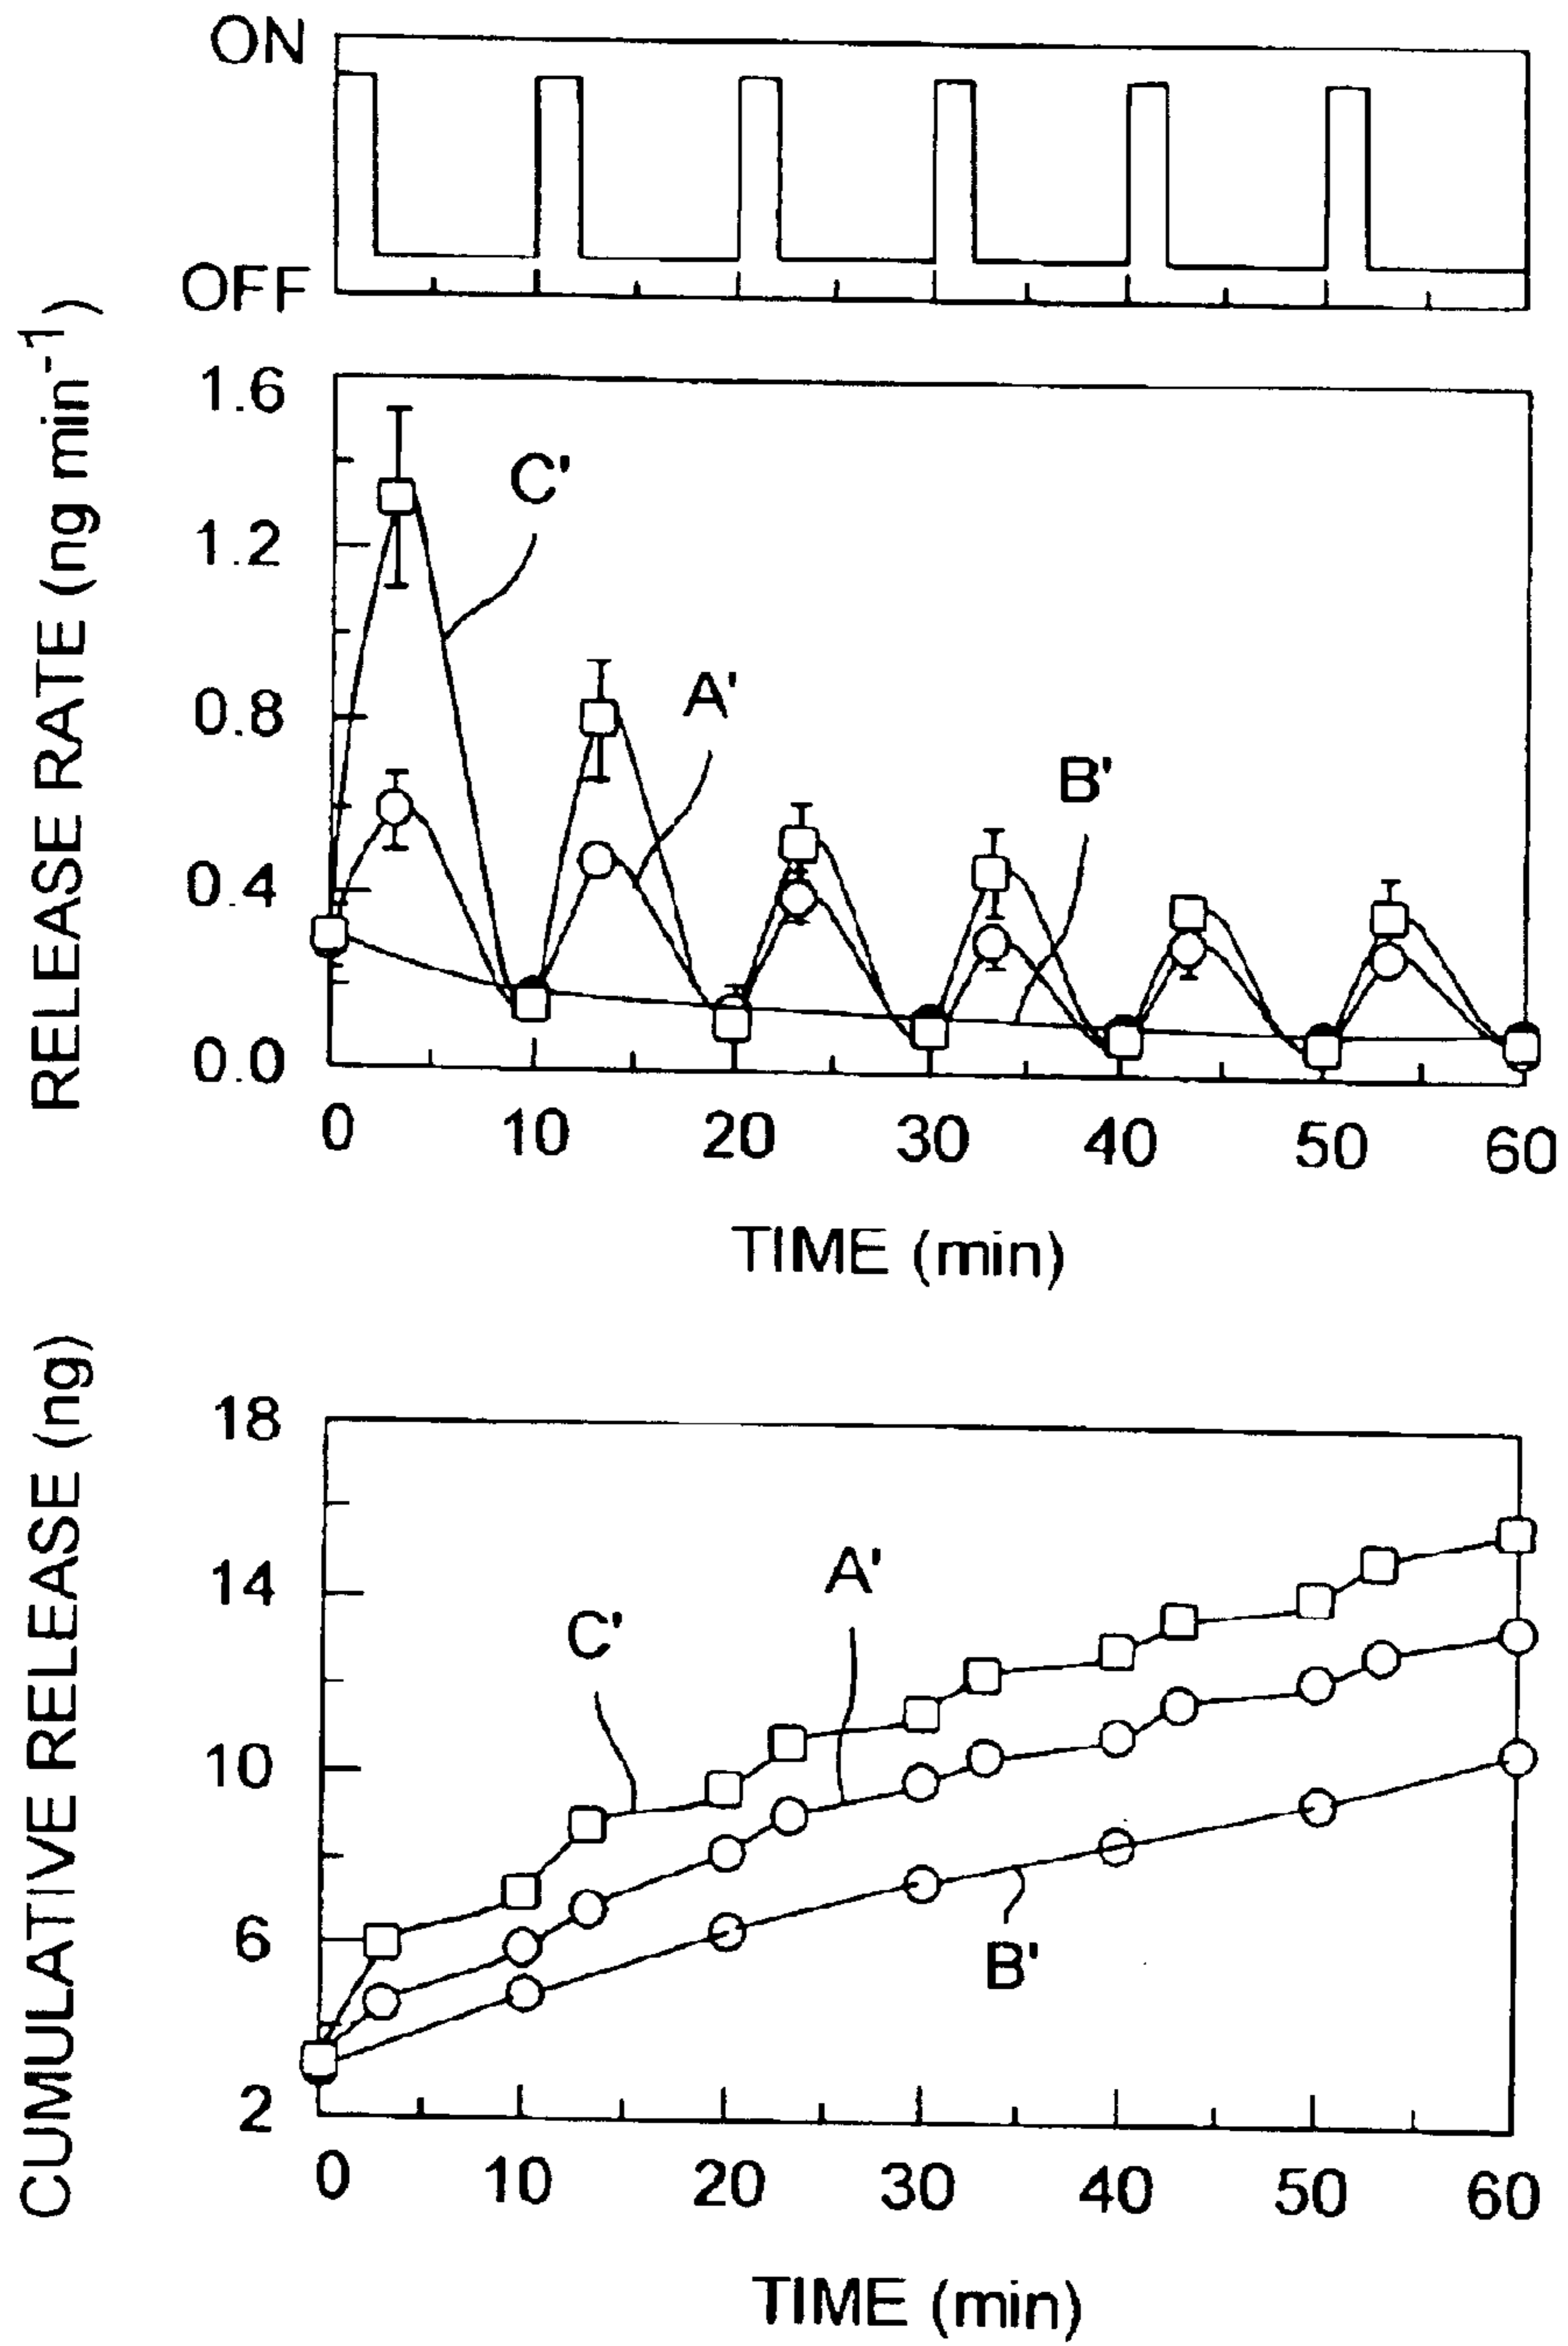 ON
OFF
RELEASE RATE (ng min⁻¹)
1.6
1.2
0.8
0.4
0.0
C'
A'
B'
0 10 20 30 40 50 60
TIME (min)
CUMULATIVE RELEASE (ng)
18
14
10
6
2
C'
A'
B'
0 10 20 30 40 50 60
TIME (min)